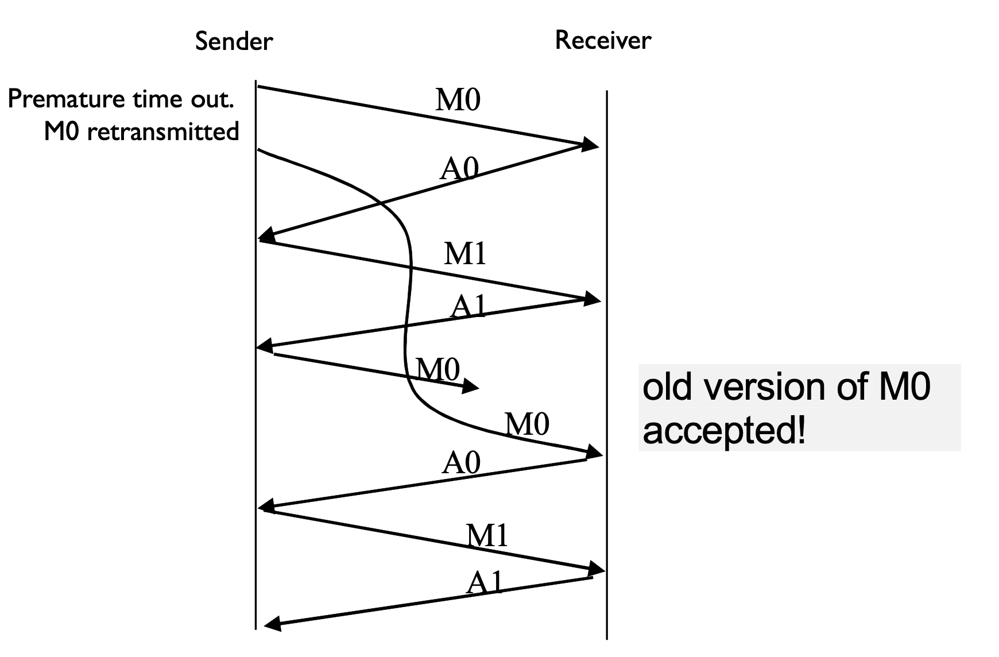 Sender
Receiver
Premature time out.
M0 retransmitted
M0
A0
M1
A1
M0
old version of M0
accepted!
M0
A0
M1
A1